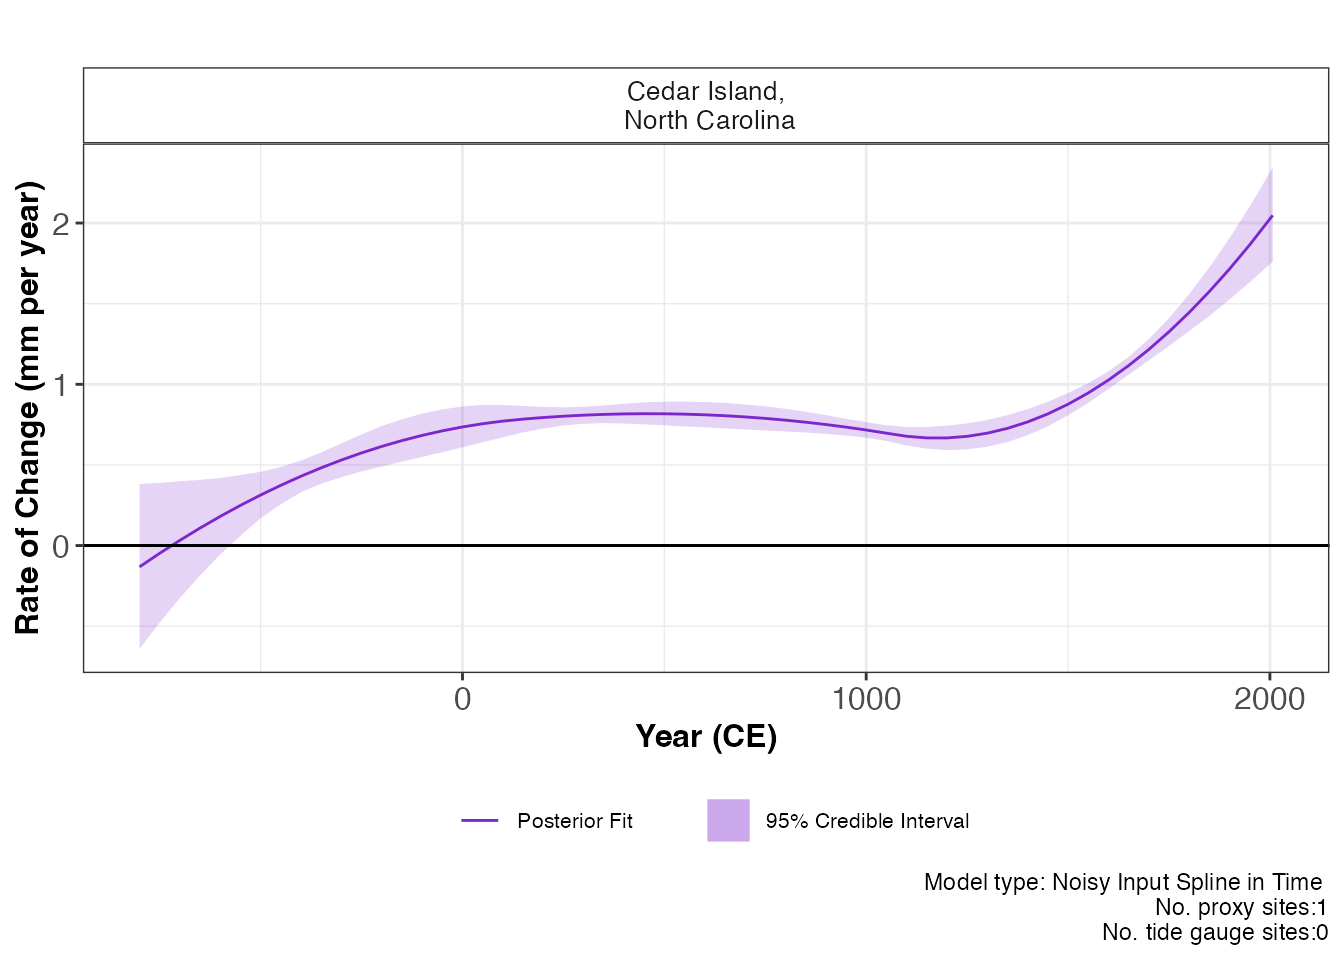 Cedar Island,
North Carolina
Rate of Change (mm per year)
2
1
0
0 1000 2000
Year (CE)
Posterior Fit 95% Credible Interval
Model type: Noisy Input Spline in Time
No. proxy sites:1
No. tide gauge sites:0